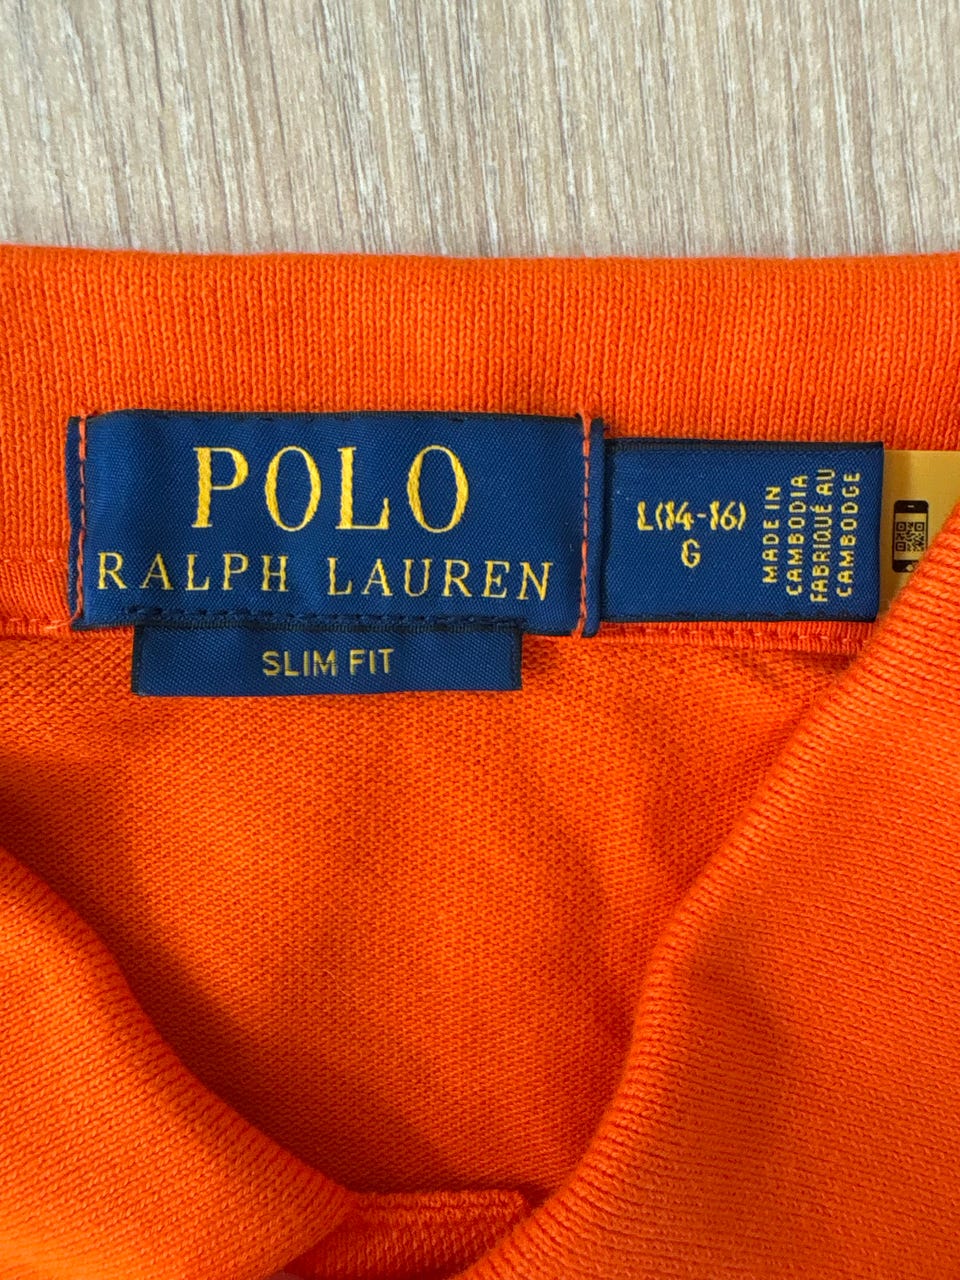 POLO
RALPH LAUREN
SLIM FIT
L(14-16)
G
MADE IN
CAMBODIA
FABRIQUÉ AU
CAMBODGE